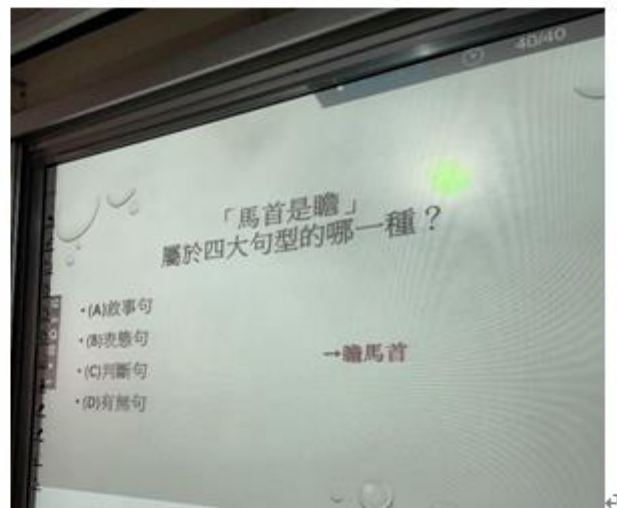 40/40
「馬首是瞻」
屬於四大句型的哪一種？
•(A)敘事句
•(B)表態句
•(C)判斷句
•(D)有無句
→瞻馬首